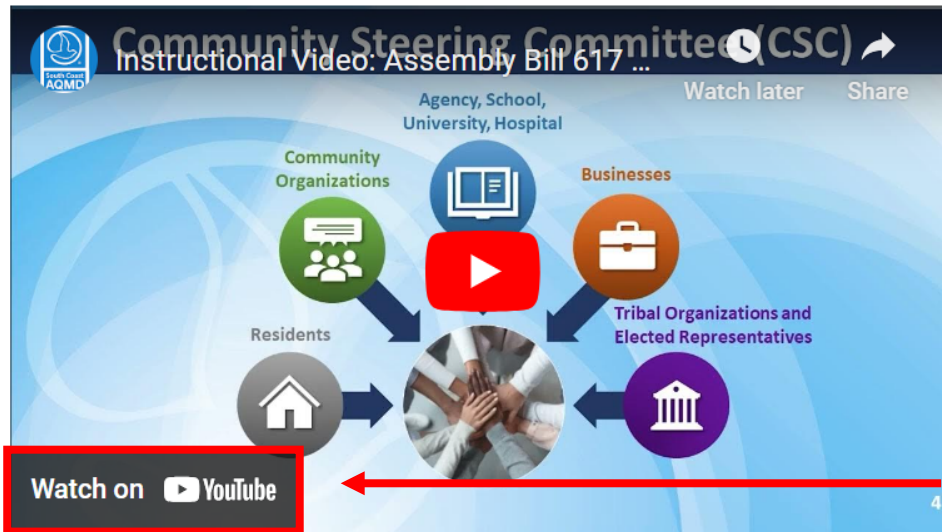 Community Steering Committee (CSC)
Instructional Video: Assembly Bill 617 ...
South Coast
AQMD
Watch later
Share
Agency, School,
University, Hospital
Community
Organizations
Businesses
Tribal Organizations and
Elected Representatives
Residents
Watch on YouTube
4